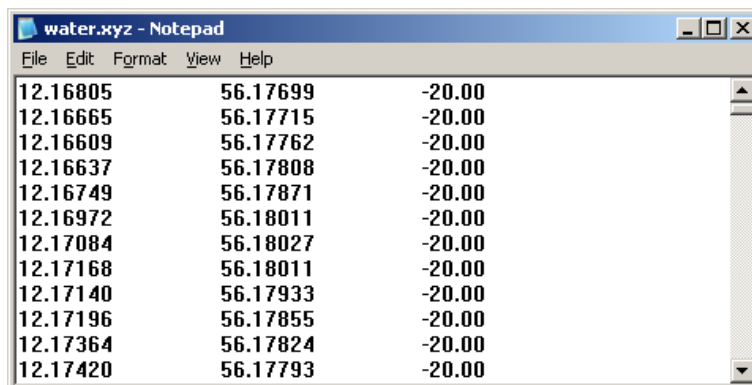 water.xyz - Notepad
File Edit Format View Help
12.16805 56.17699 -20.00
12.16665 56.17715 -20.00
12.16609 56.17762 -20.00
12.16637 56.17808 -20.00
12.16749 56.17871 -20.00
12.16972 56.18011 -20.00
12.17084 56.18027 -20.00
12.17168 56.18011 -20.00
12.17140 56.17933 -20.00
12.17196 56.17855 -20.00
12.17364 56.17824 -20.00
12.17420 56.17793 -20.00